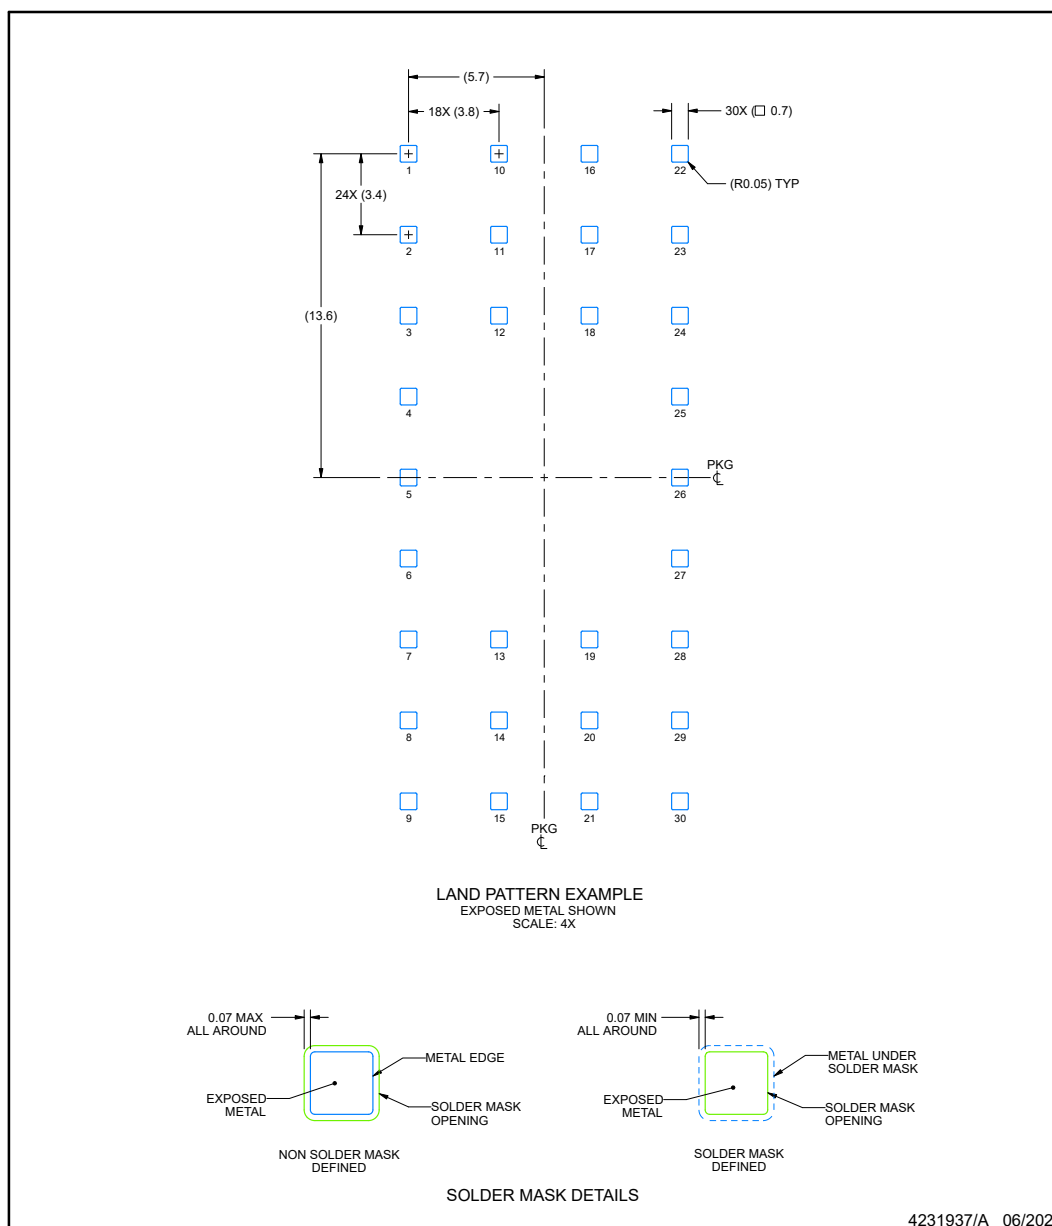 (5.7)
18X (3.8)
30X (□ 0.7)
1
10
16
22
(R0.05) TYP
24X (3.4)
2
11
17
23
(13.6)
3
12
18
24
4
25
PKG
℄
5
26
6
27
7
13
19
28
8
14
20
29
9
15
21
30
PKG
℄
LAND PATTERN EXAMPLE
EXPOSED METAL SHOWN
SCALE: 4X
0.07 MAX
ALL AROUND
METAL EDGE
EXPOSED
METAL
SOLDER MASK
OPENING
NON SOLDER MASK
DEFINED
0.07 MIN
ALL AROUND
METAL UNDER
SOLDER MASK
EXPOSED
METAL
SOLDER MASK
OPENING
SOLDER MASK
DEFINED
SOLDER MASK DETAILS
4231937/A 06/202